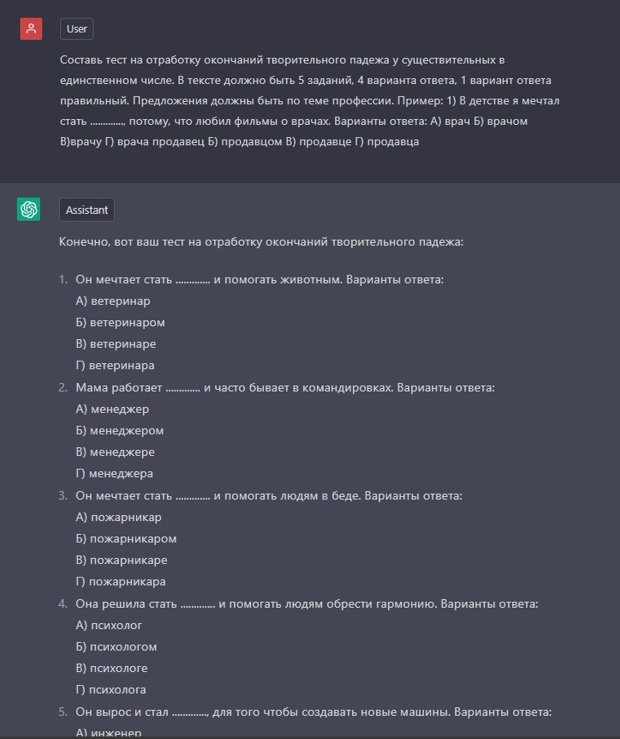 User
Составь тест на отработку окончаний творительного падежа у существительных в
единственном числе. В тексте должно быть 5 заданий, 4 варианта ответа, 1 вариант ответа
правильный. Предложения должны быть по теме профессии. Пример: 1) В детстве я мечтал
стать ............., потому, что любил фильмы о врачах. Варианты ответа: А) врач Б) врачом
В)врачу Г) врача продавец Б) продавцом В) продавце Г) продавца
Assistant
Конечно, вот ваш тест на отработку окончаний творительного падежа:
1. Он мечтает стать ............. и помогать животным. Варианты ответа:
А) ветеринар
Б) ветеринаром
В) ветеринаре
Г) ветеринара
2. Мама работает ............. и часто бывает в командировках. Варианты ответа:
А) менеджер
Б) менеджером
В) менеджере
Г) менеджера
3. Он мечтает стать ............. и помогать людям в беде. Варианты ответа:
А) пожарникар
Б) пожарникаром
В) пожарникаре
Г) пожарникара
4. Она решила стать ............. и помогать людям обрести гармонию. Варианты ответа:
А) психолог
Б) психологом
В) психологе
Г) психолога
5. Он вырос и стал ............., для того чтобы создавать новые машины. Варианты ответа:
А) инженер